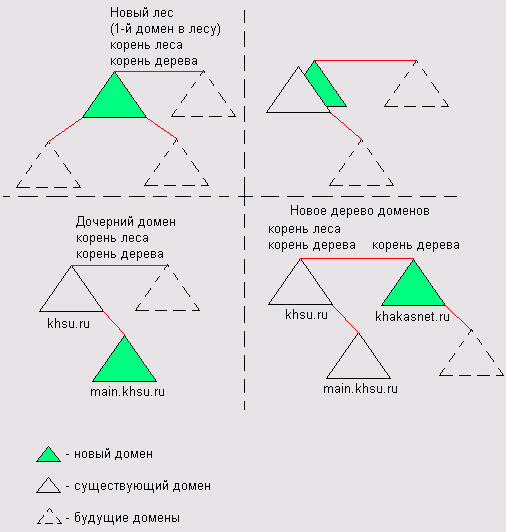 Новый лес
(1-й домен в лесу)
корень леса
корень дерева
Дочерний домен
корень леса
корень дерева
khsu.ru
main.khsu.ru
Новое дерево доменов
корень леса
корень дерева корень дерева
khsu.ru khakasnet.ru
main.khsu.ru
- новый домен
- существующий домен
- будущие домены